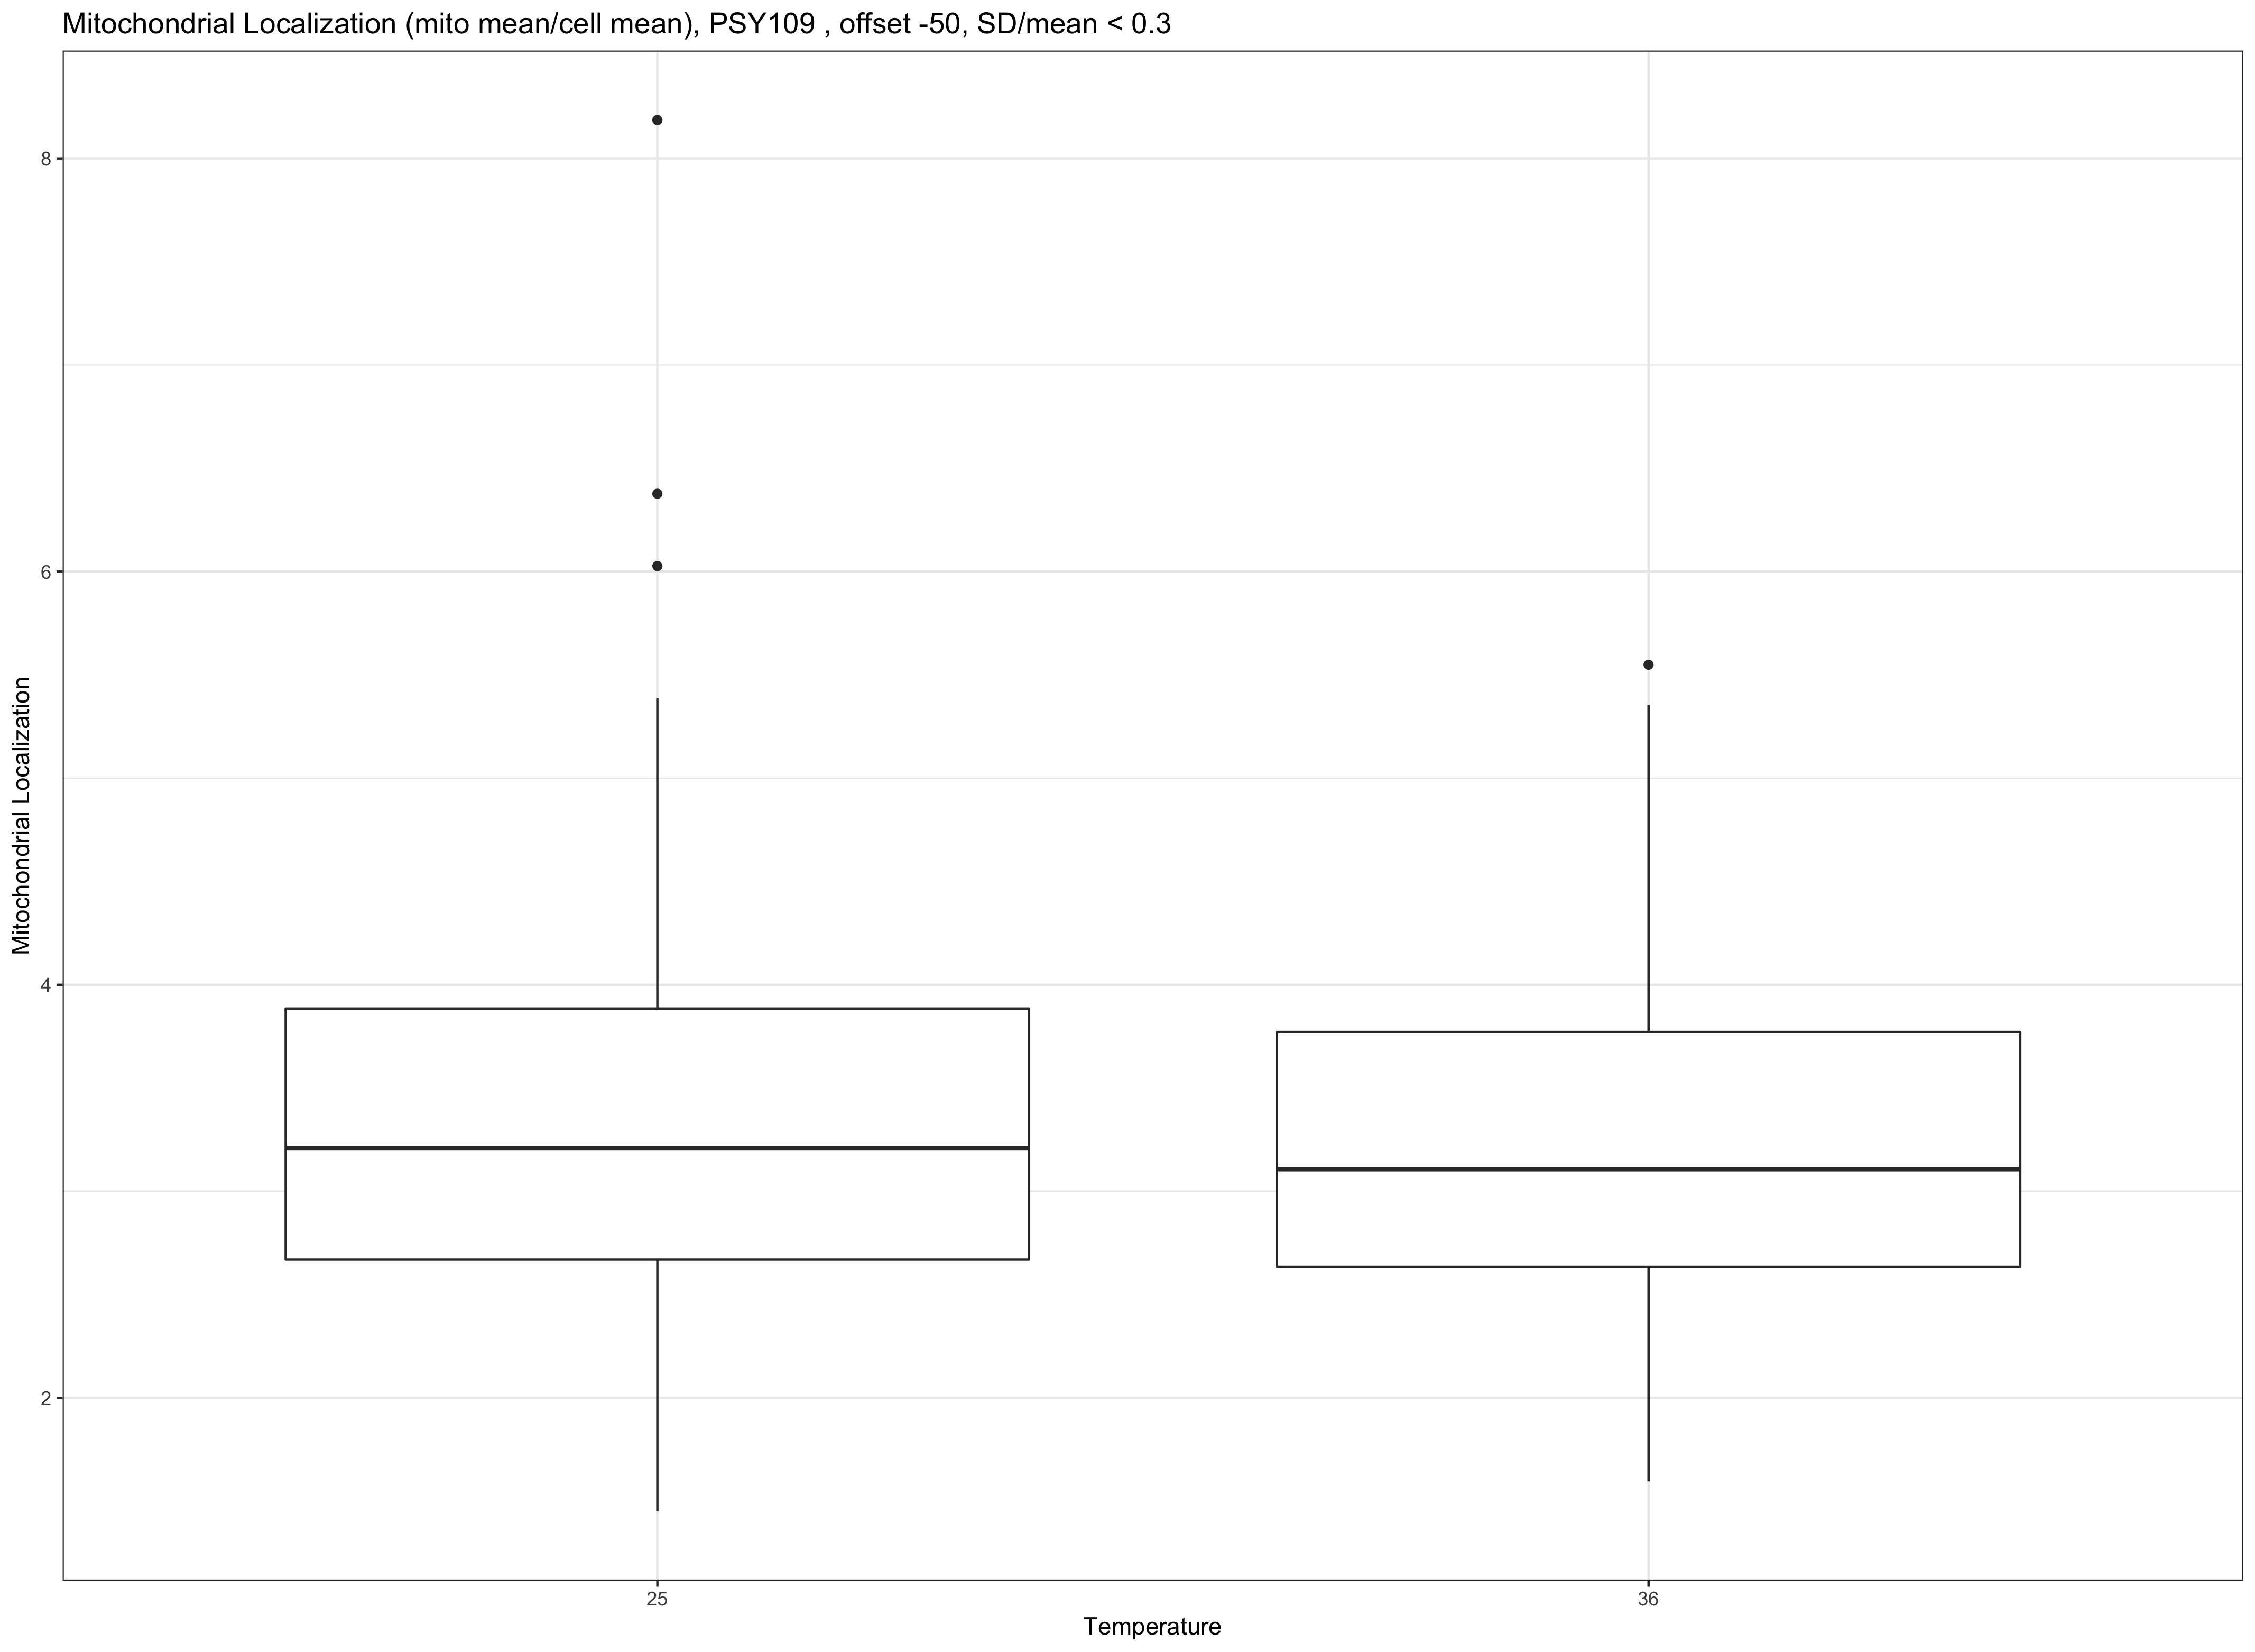 Mitochondrial Localization (mito mean/cell mean), PSY109 , offset -50, SD/mean < 0.3
8
6
4
2
Mitochondrial Localization
25
36
Temperature